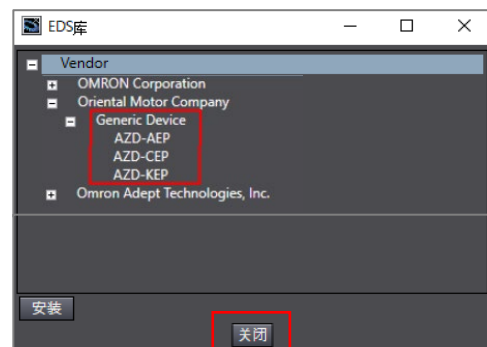 EDS库
Vendor
OMRON Corporation
Oriental Motor Company
Generic Device
AZD-AEP
AZD-CEP
AZD-KEP
Omron Adept Technologies, Inc.
安装
关闭